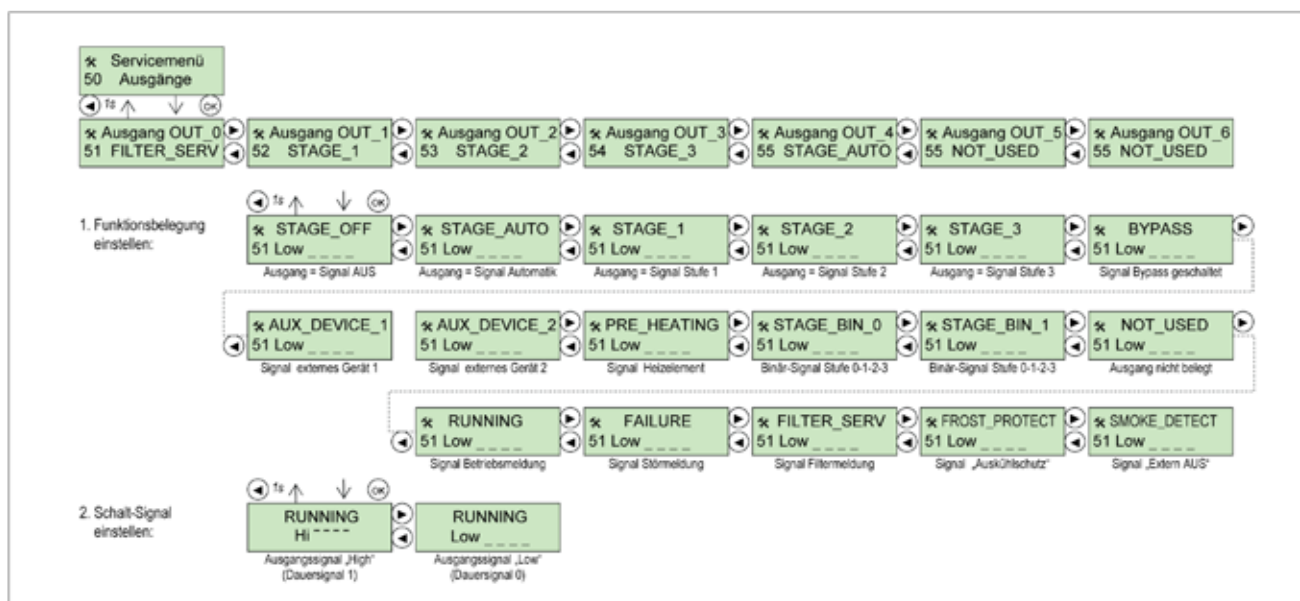 Servicemenü
50 Ausgänge
1s OK
Ausgang OUT_0 Ausgang OUT_1 Ausgang OUT_2 Ausgang OUT_3 Ausgang OUT_4 Ausgang OUT_5 Ausgang OUT_6
51 FILTER_SERV 52 STAGE_1 53 STAGE_2 54 STAGE_3 55 STAGE_AUTO 55 NOT_USED 55 NOT_USED
1s OK
1. Funktionsbelegung
einstellen:
STAGE_OFF STAGE_AUTO STAGE_1 STAGE_2 STAGE_3 BYPASS
51 Low _ _ _ _ 51 Low _ _ _ _ 51 Low _ _ _ _ 51 Low _ _ _ _ 51 Low _ _ _ _ 51 Low _ _ _ _
Ausgang = Signal AUS Ausgang = Signal Automatik Ausgang = Signal Stufe 1 Ausgang = Signal Stufe 2 Ausgang = Signal Stufe 3 Signal Bypass geschaltet
AUX_DEVICE_1 AUX_DEVICE_2 PRE_HEATING STAGE_BIN_0 STAGE_BIN_1 NOT_USED
51 Low _ _ _ _ 51 Low _ _ _ _ 51 Low _ _ _ _ 51 Low _ _ _ _ 51 Low _ _ _ _ 51 Low _ _ _ _
Signal externes Gerät 1 Signal externes Gerät 2 Signal Heizelement Binär-Signal Stufe 0-1-2-3 Binär-Signal Stufe 0-1-2-3 Ausgang nicht belegt
RUNNING FAILURE FILTER_SERV FROST_PROTECT SMOKE_DETECT
51 Low _ _ _ _ 51 Low _ _ _ _ 51 Low _ _ _ _ 51 Low _ _ _ _ 51 Low _ _ _ _
Signal Betriebsmeldung Signal Störmeldung Signal Filtermeldung Signal „Auskühlschutz“ Signal „Extern AUS“
1s OK
2. Schalt-Signal
einstellen:
RUNNING RUNNING
Hi ‾ ‾ ‾ ‾ Low _ _ _ _
Ausgangssignal „High“ Ausgangssignal „Low“
(Dauersignal 1) (Dauersignal 0)